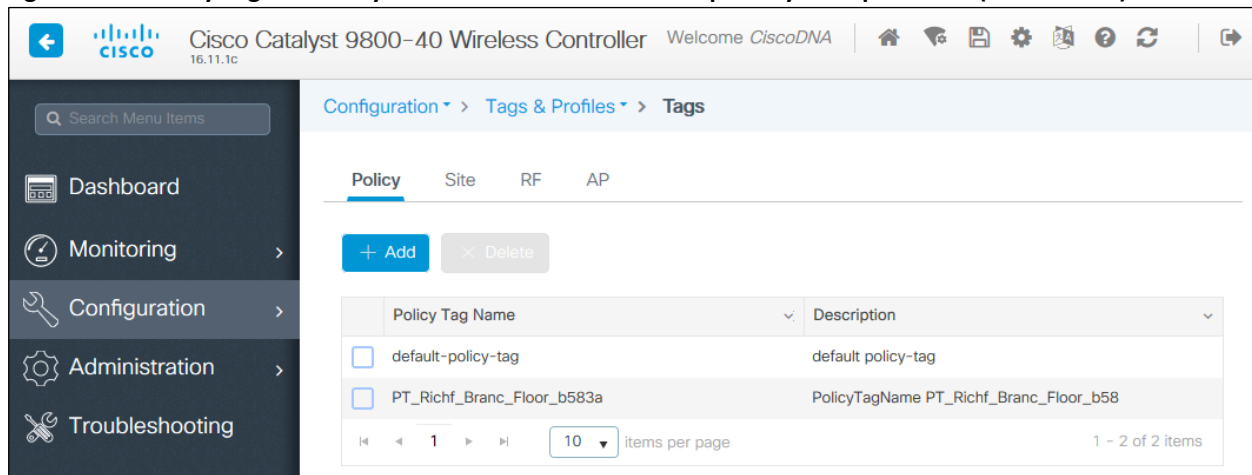 CISCO
Cisco Catalyst 9800-40 Wireless Controller
16.11.1c
Welcome CiscoDNA
Search Menu Items
Configuration > Tags & Profiles > Tags
Dashboard
Monitoring
Configuration
Administration
Troubleshooting
Policy Site RF AP
+ Add × Delete
Policy Tag Name Description
default-policy-tag default policy-tag
PT_Richf_Branc_Floor_b583a PolicyTagName PT_Richf_Branc_Floor_b58
1 10 items per page 1 - 2 of 2 items